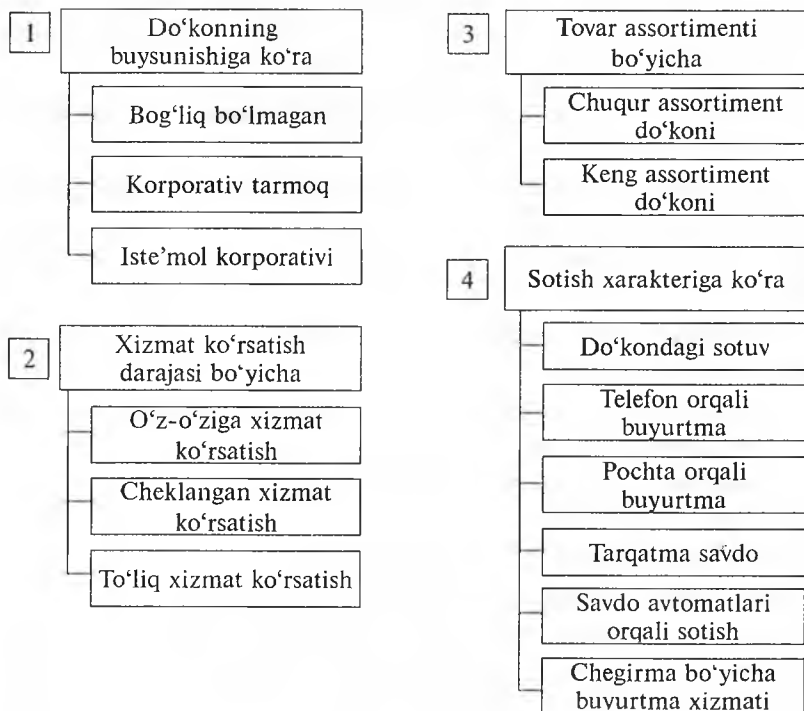 1
Do‘konning
buysunishiga ko‘ra
Bog‘liq bo‘lmagan
Korporativ tarmoq
Iste’mol korporativi
2
Xizmat ko‘rsatish
darajasi bo‘yicha
O‘z-o‘ziga xizmat
ko‘rsatish
Cheklangan xizmat
ko‘rsatish
To‘liq xizmat ko‘rsatish
3
Tovar assortimenti
bo‘yicha
Chuqur assortiment
do‘koni
Keng assortiment
do‘koni
4
Sotish xarakteriga ko‘ra
Do‘kondagi sotuv
Telefon orqali
buyurtma
Pochta orqali
buyurtma
Tarqatma savdo
Savdo avtomatlari
orqali sotish
Chegirma bo‘yicha
buyurtma xizmati